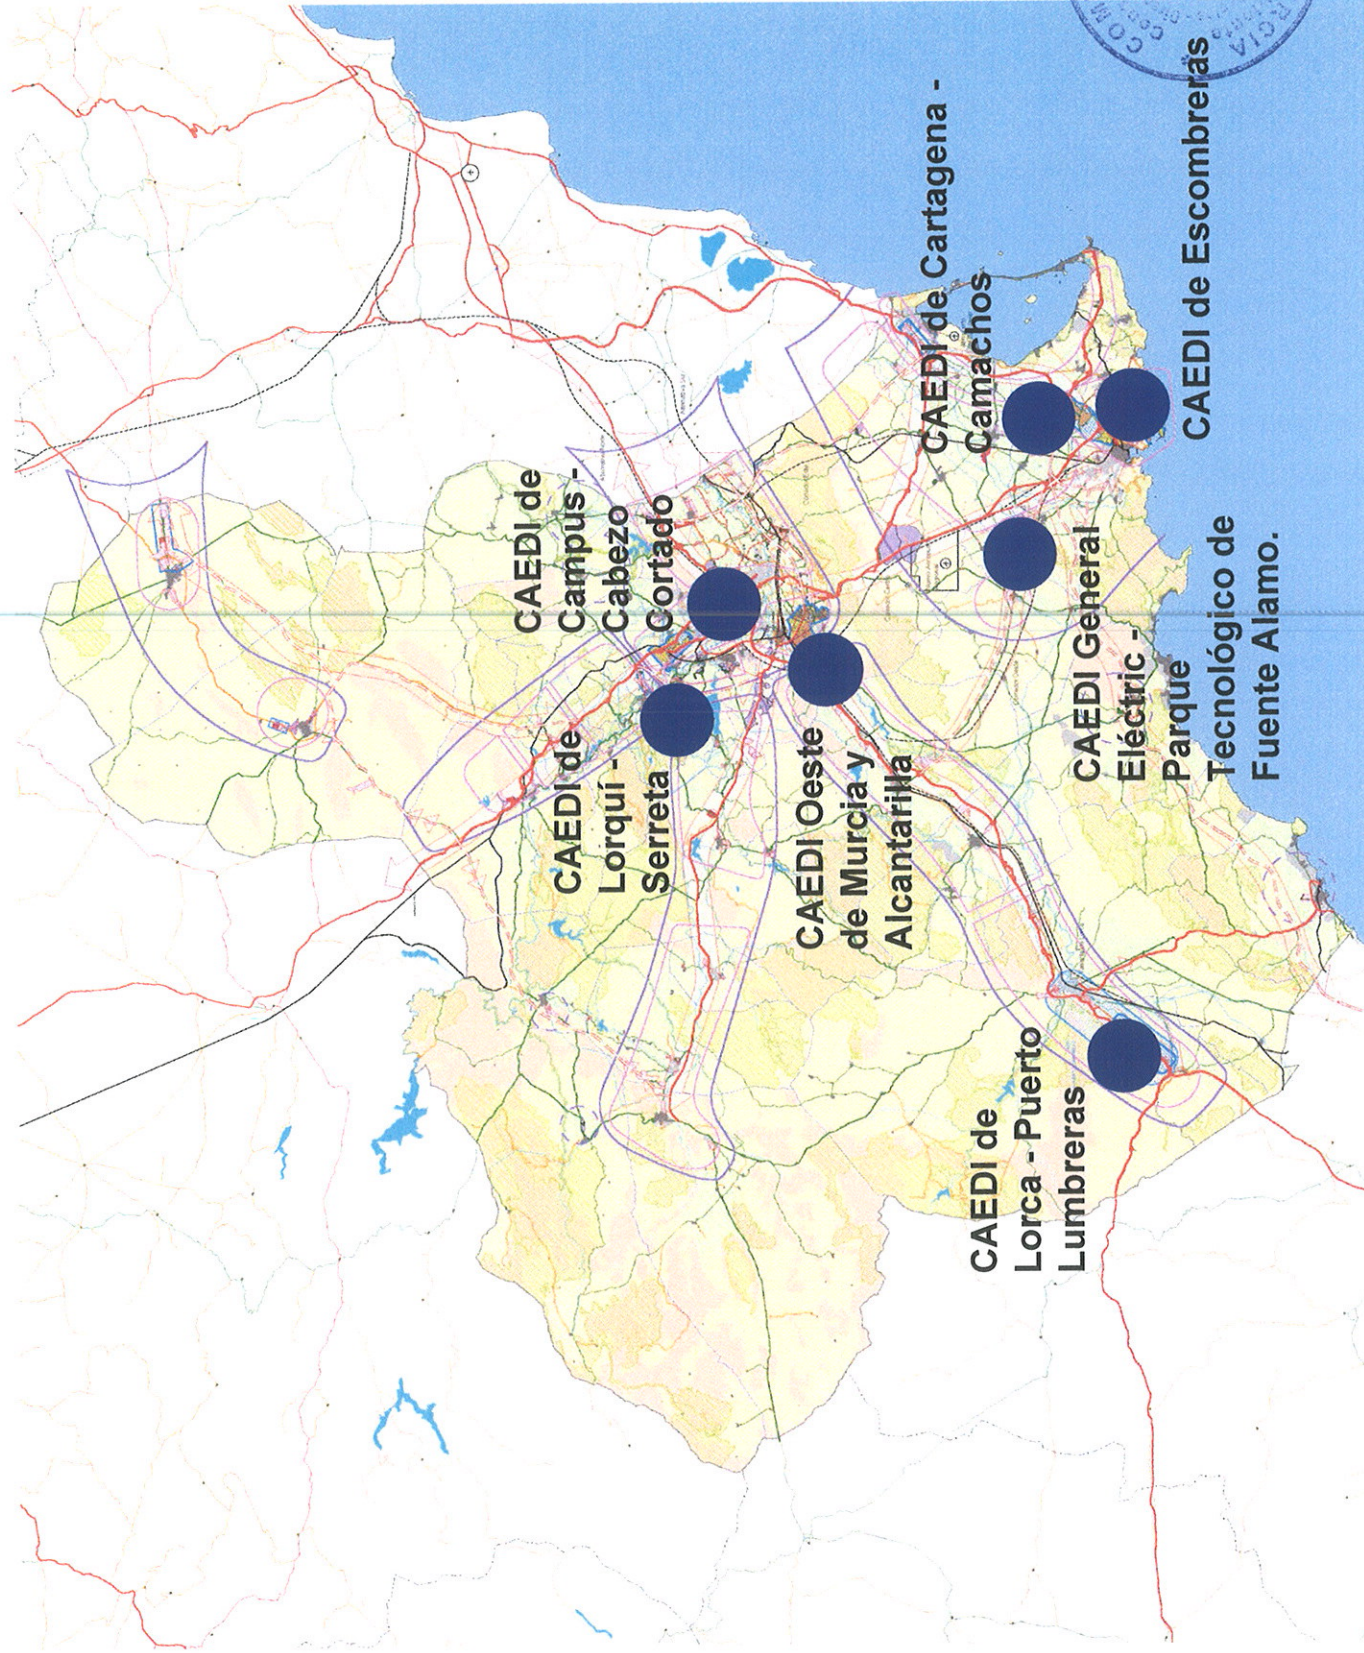 CAEDI de
Campus -
Cabezo
Cortado
CAEDI de
Lorquí -
Serreta
CAEDI Oeste
de Murcia y
Alcantarilla
CAEDI de
Lorca - Puerto
Lumbreras
CAEDI de Cartagena -
Camachos
CAEDI General
Eléctric -
Parque
Tecnológico de
Fuente Alamo.
CAEDI de Escombreras